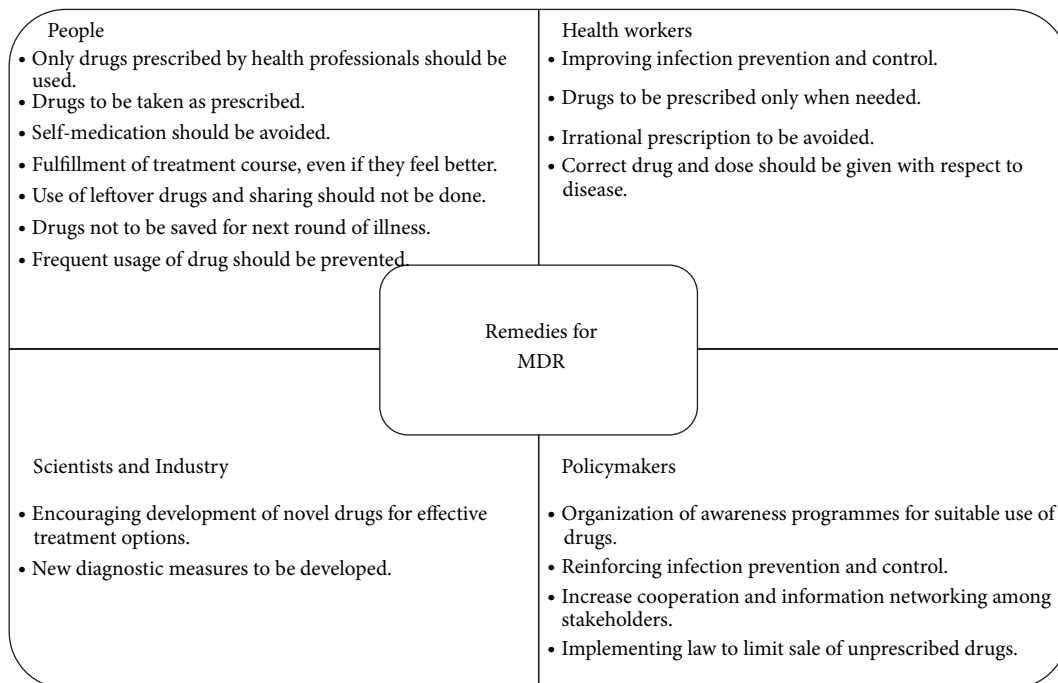 People
• Only drugs prescribed by health professionals should be
used.
• Drugs to be taken as prescribed.
• Self-medication should be avoided.
• Fulfillment of treatment course, even if they feel better.
• Use of leftover drugs and sharing should not be done.
• Drugs not to be saved for next round of illness.
• Frequent usage of drug should be prevented.
Health workers
• Improving infection prevention and control.
• Drugs to be prescribed only when needed.
• Irrational prescription to be avoided.
• Correct drug and dose should be given with respect to
disease.
Remedies for
MDR
Scientists and Industry
• Encouraging development of novel drugs for effective
treatment options.
• New diagnostic measures to be developed.
Policymakers
• Organization of awareness programmes for suitable use of
drugs.
• Reinforcing infection prevention and control.
• Increase cooperation and information networking among
stakeholders.
• Implementing law to limit sale of unprescribed drugs.